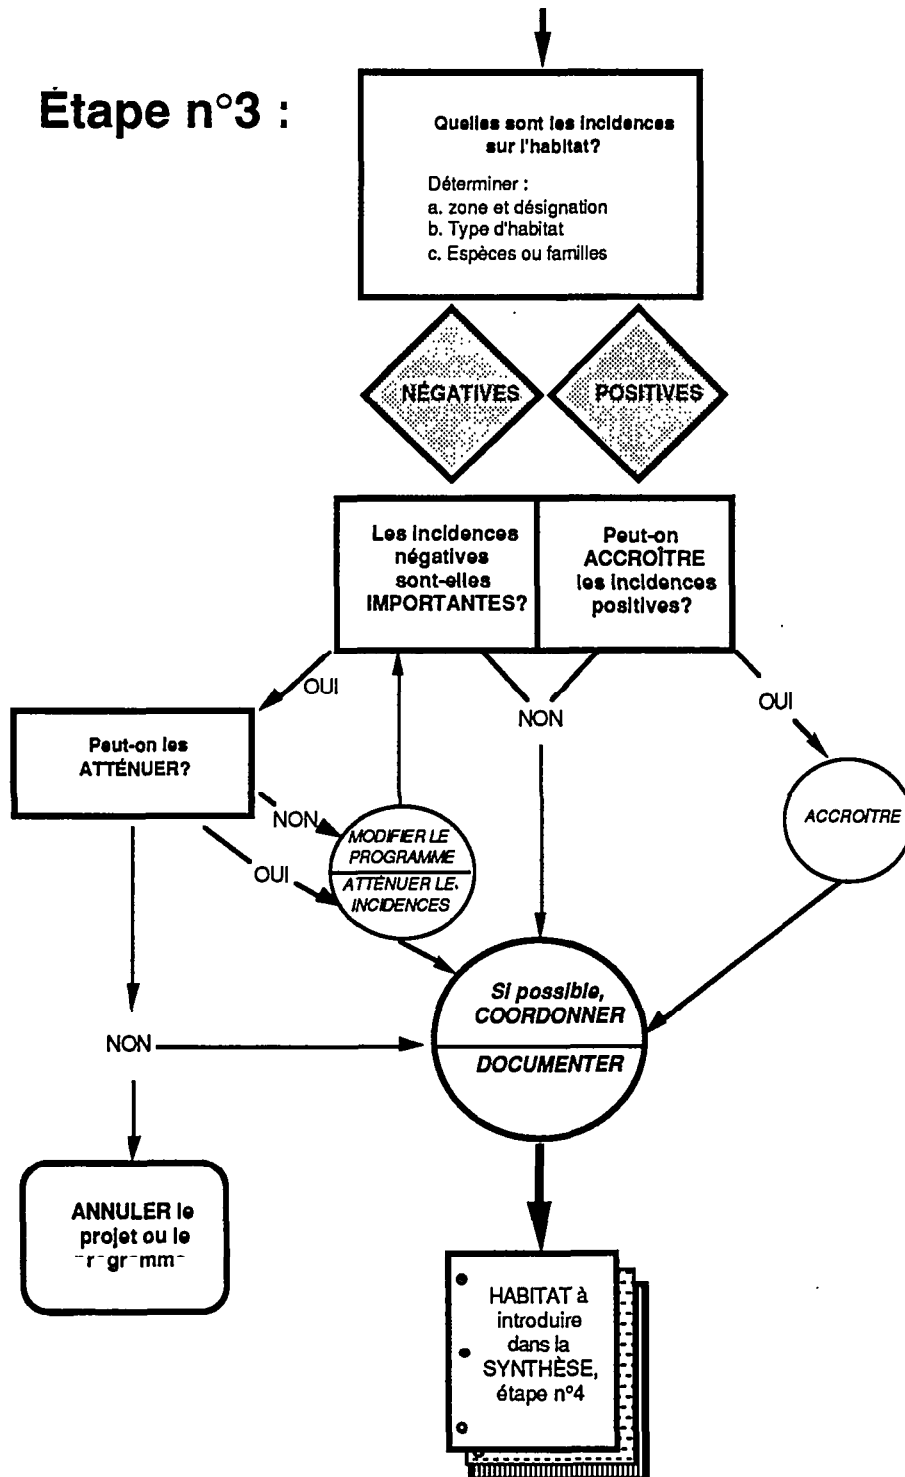 Étape n°3 :
Quelles sont les incidences
sur l'habitat?
Déterminer :
a. zone et désignation
b. Type d'habitat
c. Espèces ou familles
NÉGATIVES
POSITIVES
Les incidences
négatives
sont-elles
IMPORTANTES?
Peut-on
ACCROÎTRE
les incidences
positives?
OUI
NON
OUI
Peut-on les
ATTÉNUER?
NON
OUI
MODIFIER LE
PROGRAMME
ATTÉNUER
INCIDENCES
ACCROÎTRE
Si possible,
COORDONNER
DOCUMENTER
NON
ANNULER le
projet ou le
HABITAT à
introduire
dans la
SYNTHÈSE,
étape n°4